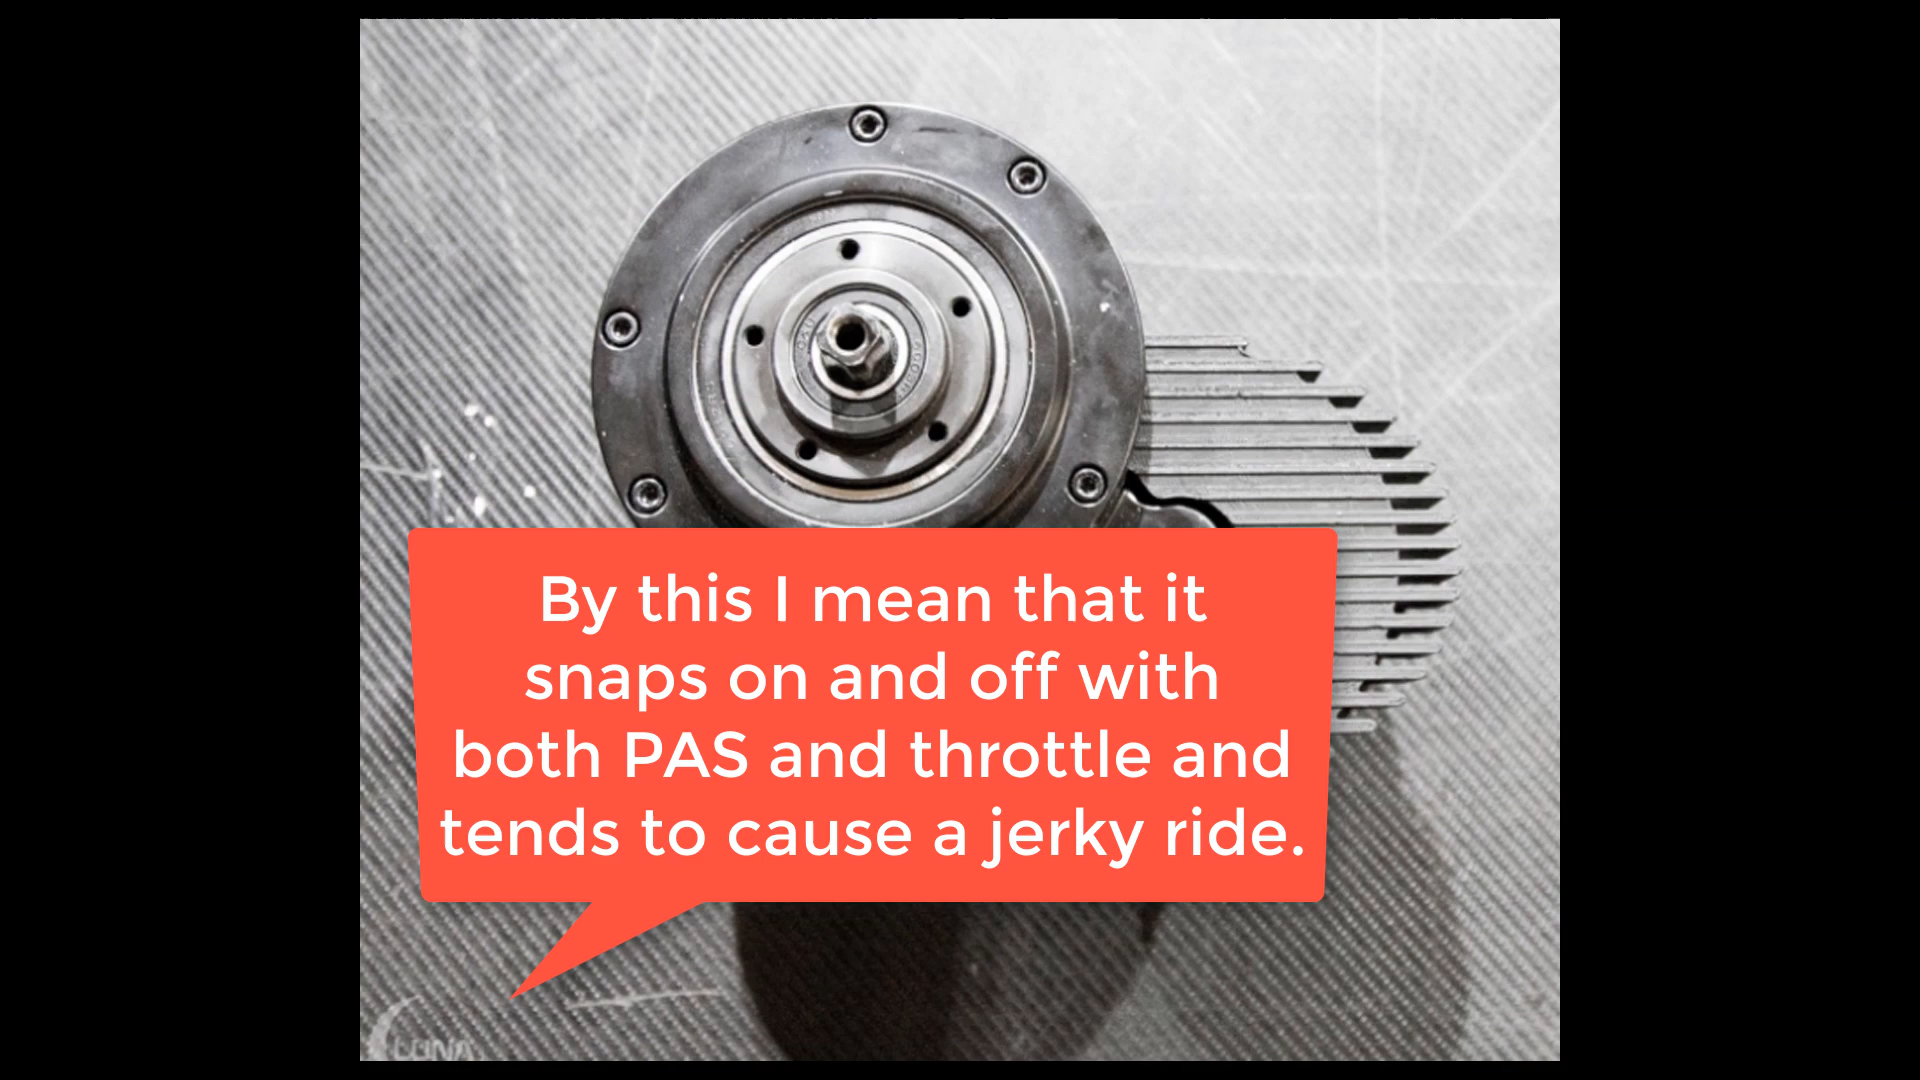 By this I mean that it
snaps on and off with
both PAS and throttle and
tends to cause a jerky ride.
LUNA